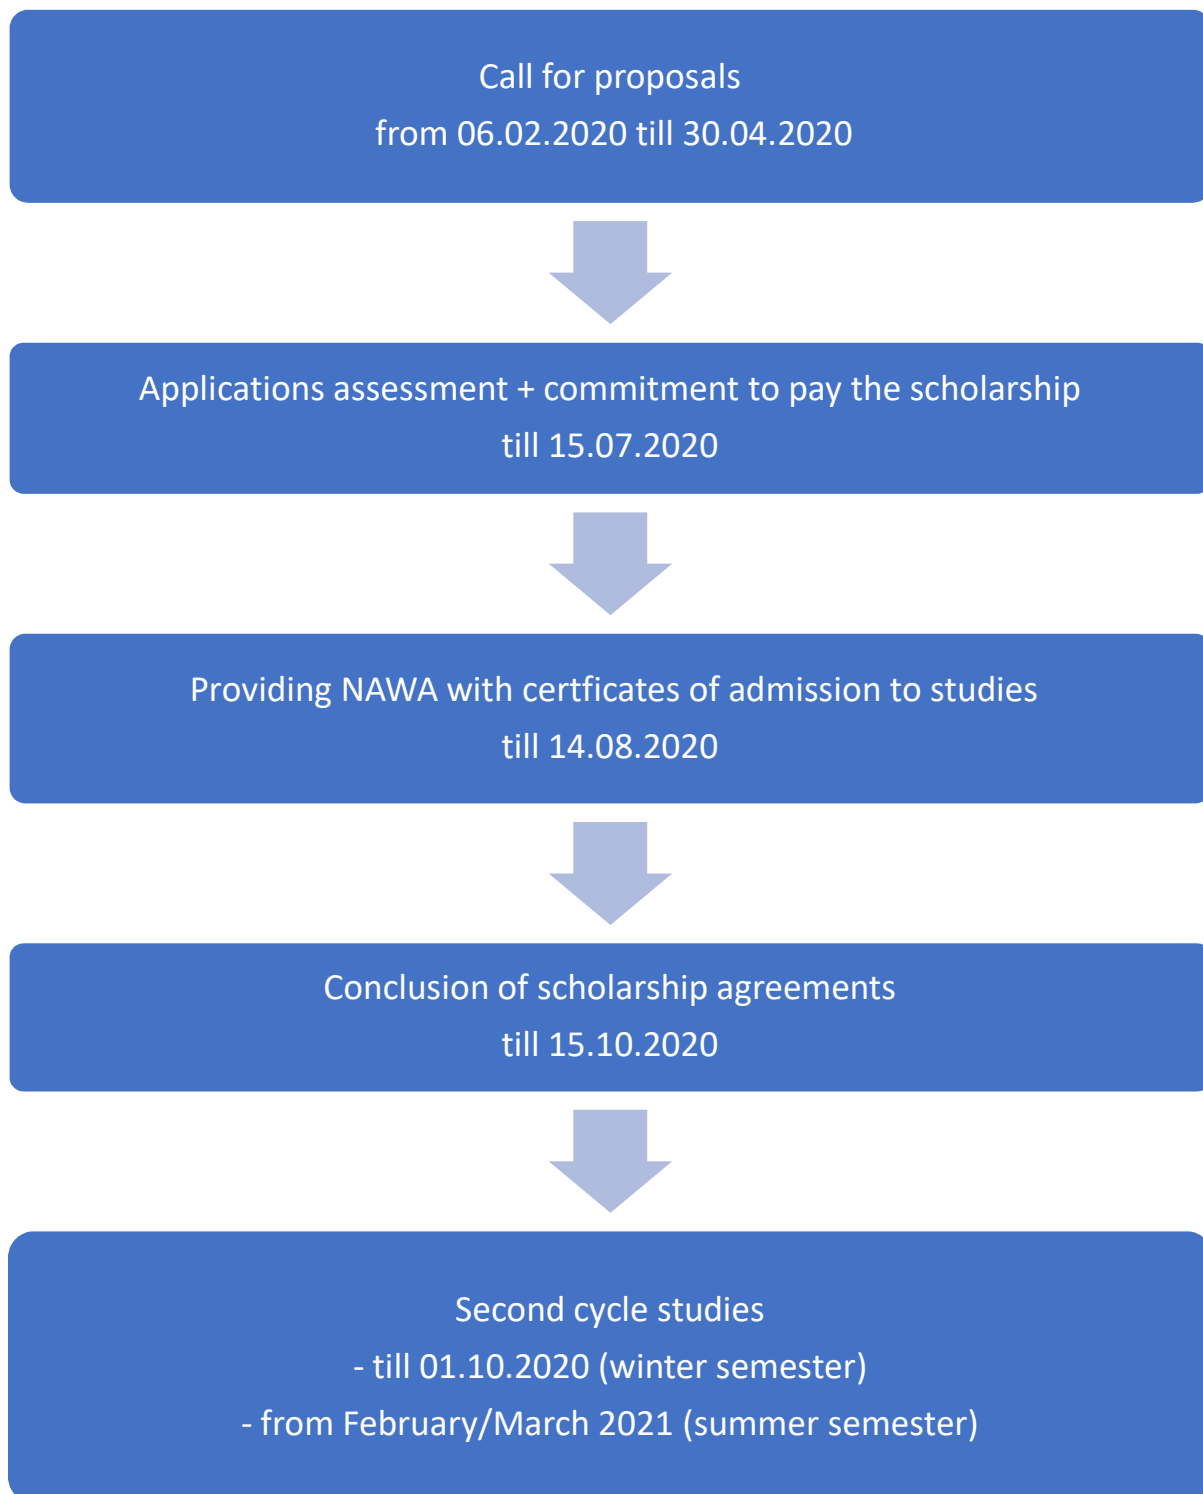 Call for proposals
from 06.02.2020 till 30.04.2020
Applications assessment + commitment to pay the scholarship
till 15.07.2020
Providing NAWA with certficates of admission to studies
till 14.08.2020
Conclusion of scholarship agreements
till 15.10.2020
Second cycle studies
- till 01.10.2020 (winter semester)
- from February/March 2021 (summer semester)